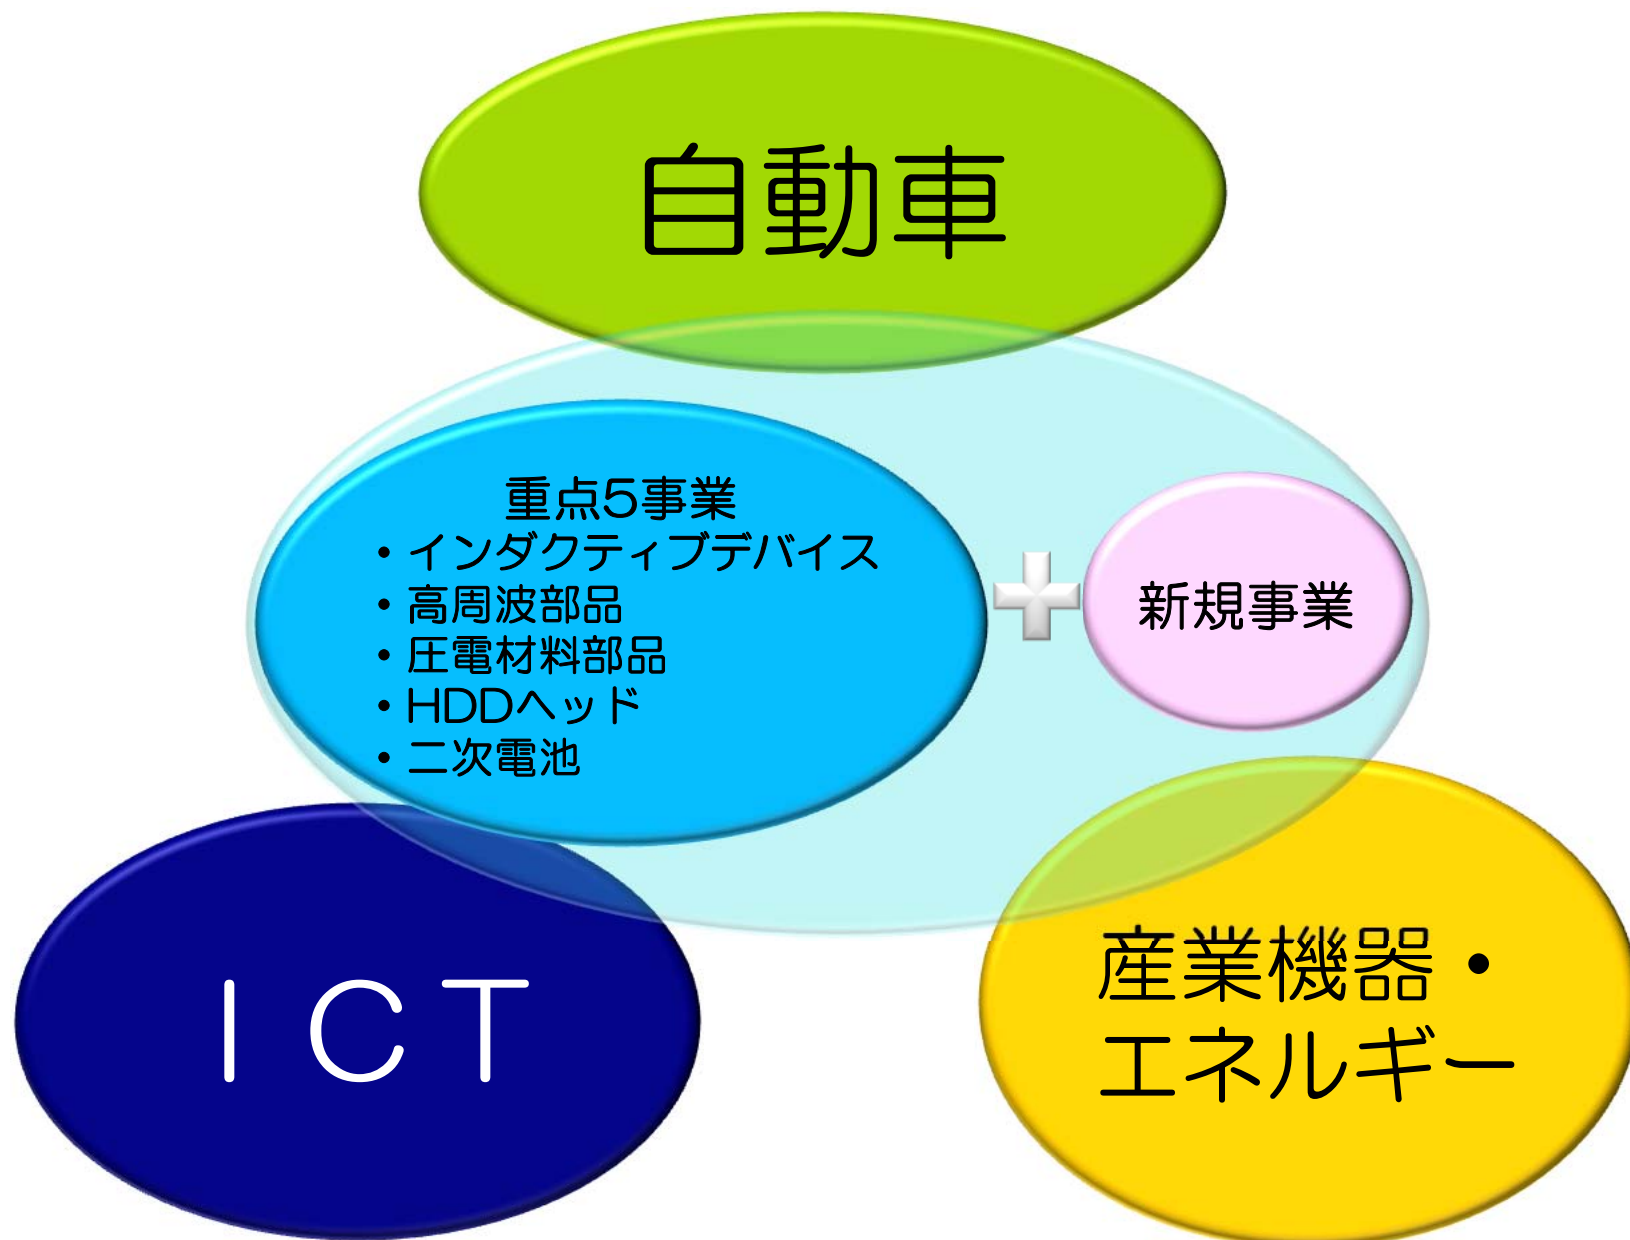 自動車
重点5事業
・インダクティブデバイス
・高周波部品
・圧電材料部品
・HDDヘッド
・二次電池
新規事業
ICT
産業機器・
エネルギー